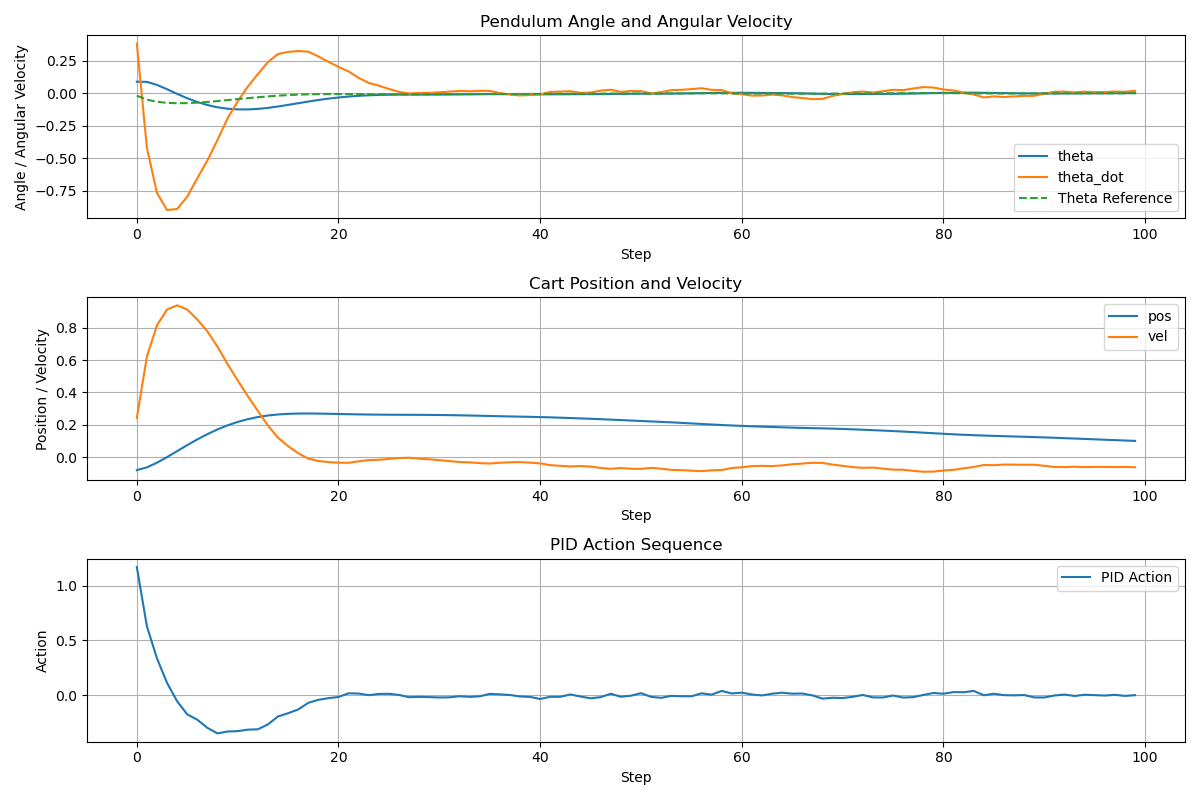 Pendulum Angle and Angular Velocity
Angle / Angular Velocity
0.25
0.00
−0.25
−0.50
−0.75
theta
theta_dot
Theta Reference
0
20
40
60
80
100
Step
Cart Position and Velocity
Position / Velocity
0.8
0.6
0.4
0.2
0.0
pos
vel
0
20
40
60
80
100
Step
PID Action Sequence
Action
1.0
0.5
0.0
PID Action
0
20
40
60
80
100
Step